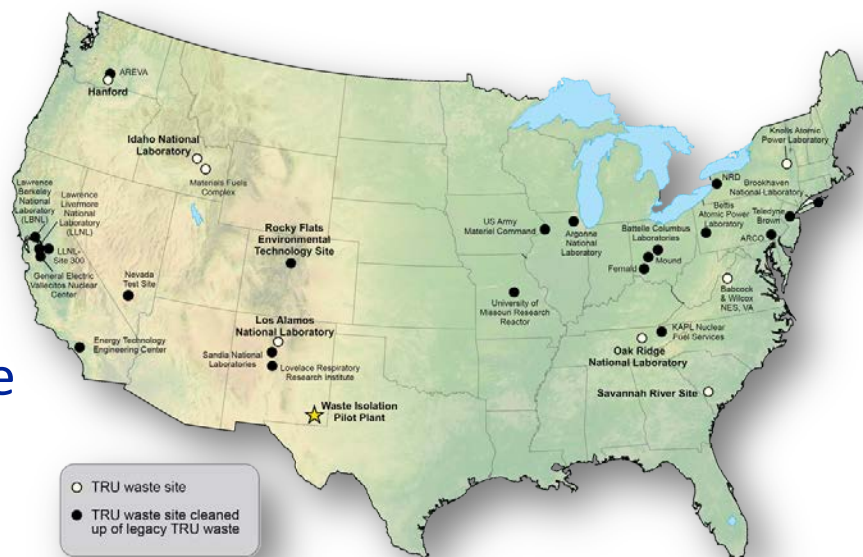 AREVA
Hanford
Idaho National
Laboratory
Materials Fuels
Complex
Lawrence
Berkeley
National
Laboratory
(LBNL)
Lawrence
Livermore
National
Laboratory
(LLNL)
LLNL-
Site 300
General Electric
Vallecitos Nuclear
Center
Nevada
Test Site
Energy Technology
Engineering Center
Rocky Flats
Environmental
Technology Site
Los Alamos
National Laboratory
Sandia National
Laboratories
Lovelace Respiratory
Research Institute
Waste Isolation
Pilot Plant
US Army
Materiel Command
Argonne
National
Laboratory
University of
Missouri Research
Reactor
Battelle Columbus
Laboratories
Mound
Fernald
Knolls Atomic
Power Laboratory
NRD
Brookhaven
National Laboratory
Bettis
Atomic Power
Laboratory
Teledyne
Brown
ARCO
Babcock
& Wilcox
NES, VA
KAPL Nuclear
Fuel Services
Oak Ridge
National Laboratory
Savannah River Site
e
TRU waste site
TRU waste site cleaned
up of legacy TRU waste